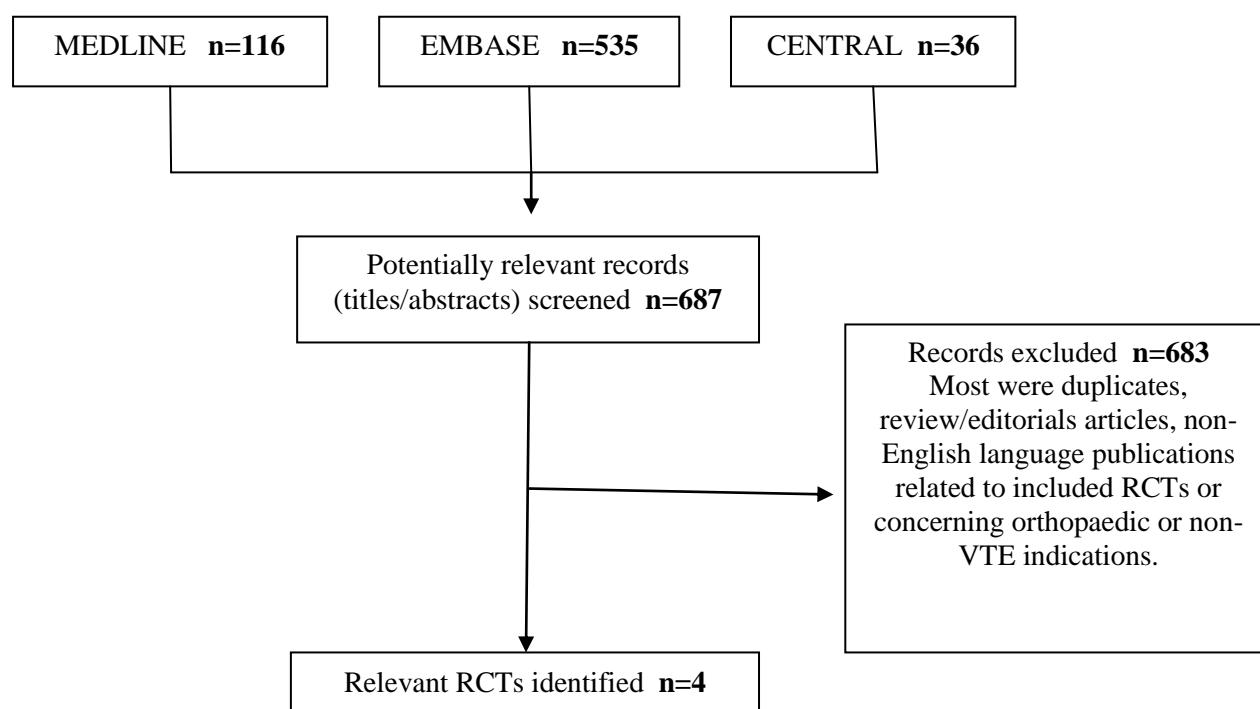 MEDLINE n=116
EMBASE n=535
CENTRAL n=36
Potentially relevant records
(titles/abstracts) screened n=687
Records excluded n=683
Most were duplicates,
review/editorials articles, non-
English language publications
related to included RCTs or
concerning orthopaedic or non-
VTE indications.
Relevant RCTs identified n=4